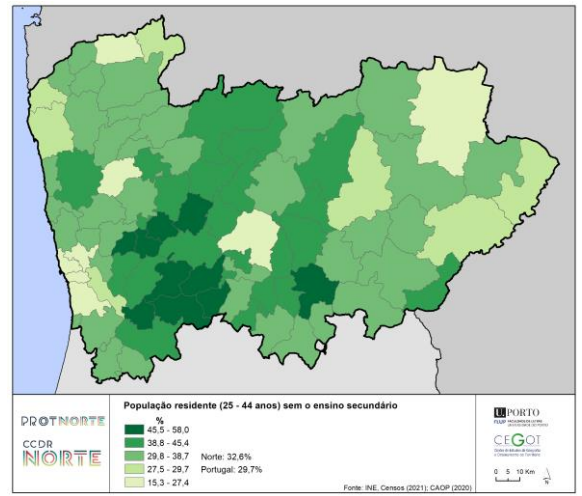 População residente (25 - 44 anos) sem o ensino secundário
%
45,5 - 58,0
38,8 - 45,4
29,8 - 38,7
27,5 - 29,7
15,3 - 27,4
Norte: 32,6%
Portugal: 29,7%
PROTNORTE
CCDR
NORTE
U.PORTO
FLUP
CEGOT
0 5 10 Km
N
Fonte: INE, Censos (2021); CAOP (2020)